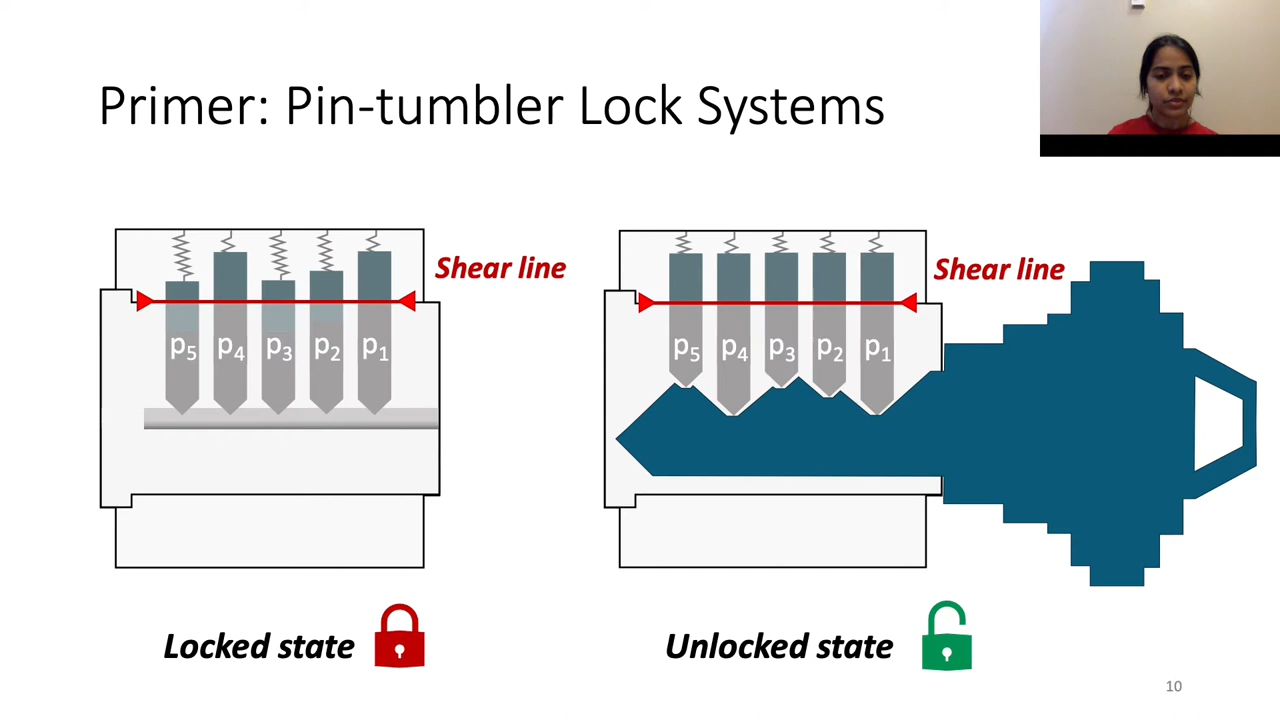 Primer: Pin-tumbler Lock Systems
Shear line
p5 p4 p3 p2 p1
Locked state
Shear line
p5 p4 p3 p2 p1
Unlocked state
10